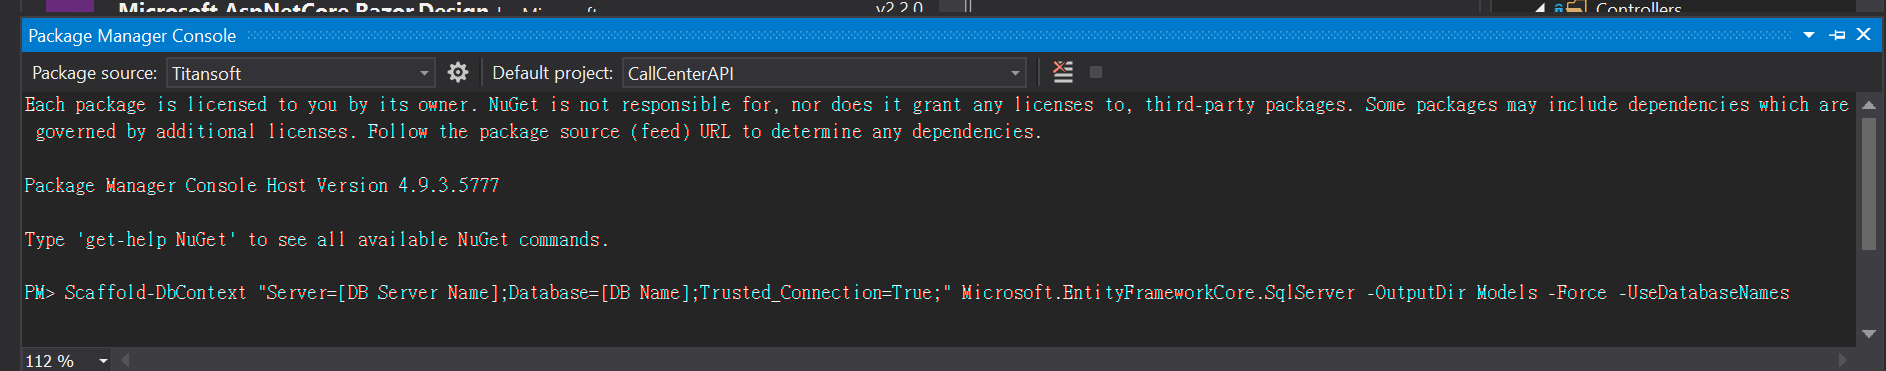 Microsoft.AspNetCore.Razor.Design by Microsoft v2.2.0
Controllers
Package Manager Console
Package source: Titansoft Default project: CallCenterAPI
Each package is licensed to you by its owner. NuGet is not responsible for, nor does it grant any licenses to, third-party packages. Some packages may include dependencies which are
governed by additional licenses. Follow the package source (feed) URL to determine any dependencies.
Package Manager Console Host Version 4.9.3.5777
Type 'get-help NuGet' to see all available NuGet commands.
PM> Scaffold-DbContext "Server=[DB Server Name];Database=[DB Name];Trusted_Connection=True;" Microsoft.EntityFrameworkCore.SqlServer -OutputDir Models -Force -UseDatabaseNames
112 %